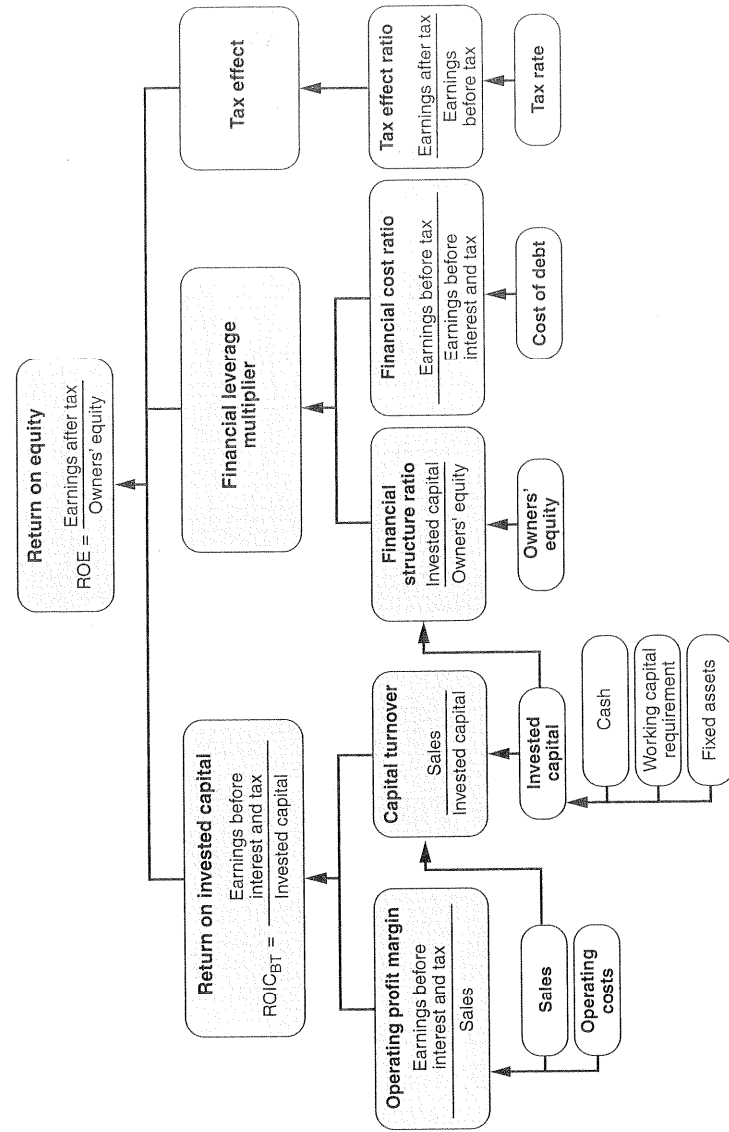 Return on equity
ROE = Earnings after tax
Owners' equity
Return on invested capital
ROIC_BT = Earnings before
interest and tax
Invested capital
Financial leverage
multiplier
Tax effect
Operating profit margin
Earnings before
interest and tax
Sales
Capital turnover
Sales
Invested capital
Financial
structure ratio
Invested capital
Owners' equity
Financial cost ratio
Earnings before tax
Earnings before
interest and tax
Tax effect ratio
Earnings after tax
Earnings
before tax
Sales
Operating
costs
Invested
capital
Cash
Working capital
requirement
Fixed assets
Owners'
equity
Cost of debt
Tax rate